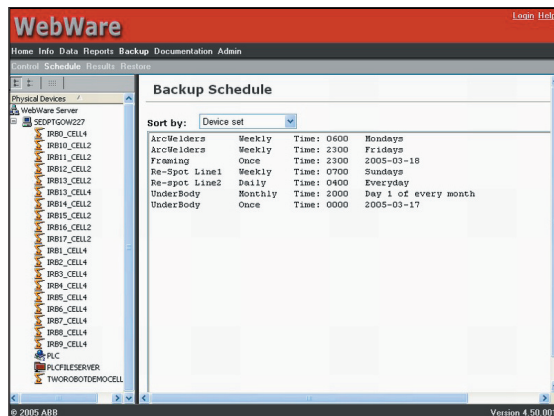 Login Help
WebWare
Home Info Data Reports Backup Documentation Admin
Control Schedule Results Restore
Physical Devices
WebWare Server
SEDPTGOW227
IRB0_CELL4
IRB10_CELL2
IRB11_CELL2
IRB12_CELL2
IRB13_CELL2
IRB13_CELL4
IRB14_CELL2
IRB15_CELL2
IRB16_CELL2
IRB17_CELL2
IRB1_CELL4
IRB2_CELL4
IRB3_CELL4
IRB4_CELL4
IRB5_CELL4
IRB6_CELL4
IRB7_CELL4
IRB8_CELL4
IRB9_CELL4
PLC
PLCFILESERVER
TWOROBOTDEMOCELL
Backup Schedule
Sort by: Device set
ArcWelders Weekly Time: 0600 Mondays
ArcWelders Weekly Time: 2300 Fridays
Framing Once Time: 2300 2005-03-18
Re-Spot Line1 Weekly Time: 0700 Sundays
Re-spot Line2 Daily Time: 0400 Everyday
UnderBody Monthly Time: 2000 Day 1 of every month
UnderBody Once Time: 0000 2005-03-17
© 2005 ABB
Version 4.50.00